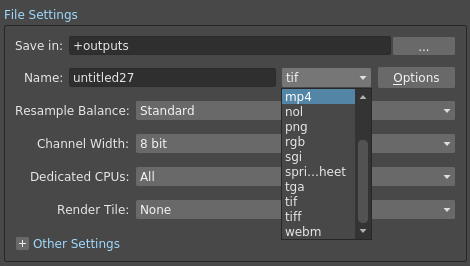 File Settings
Save in: +outputs ...
Name: untitled27 tif Options
mp4
nol
png
rgb
sgi
spri...heet
tga
tif
tiff
webm
Resample Balance: Standard
Channel Width: 8 bit
Dedicated CPUs: All
Render Tile: None
+ Other Settings